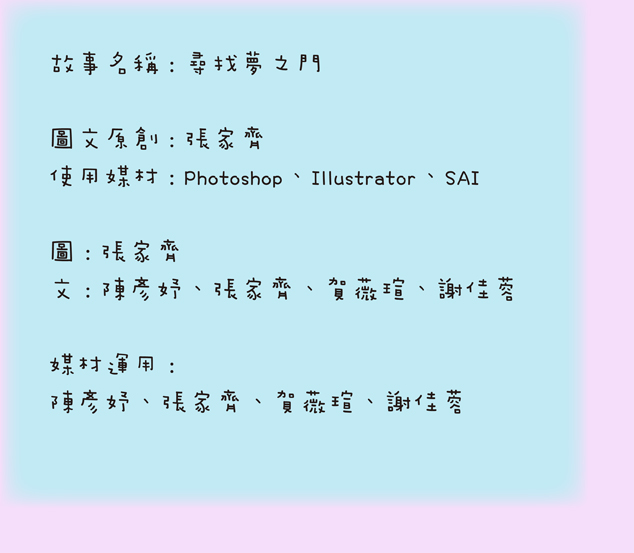 故事名稱：尋找夢之門
圖文原創：張家齊
使用媒材：Photoshop、Illustrator、SAI
圖：張家齊
文：陳彥妤、張家齊、賀薇瑄、謝佳蓉
媒材運用：
陳彥妤、張家齊、賀薇瑄、謝佳蓉